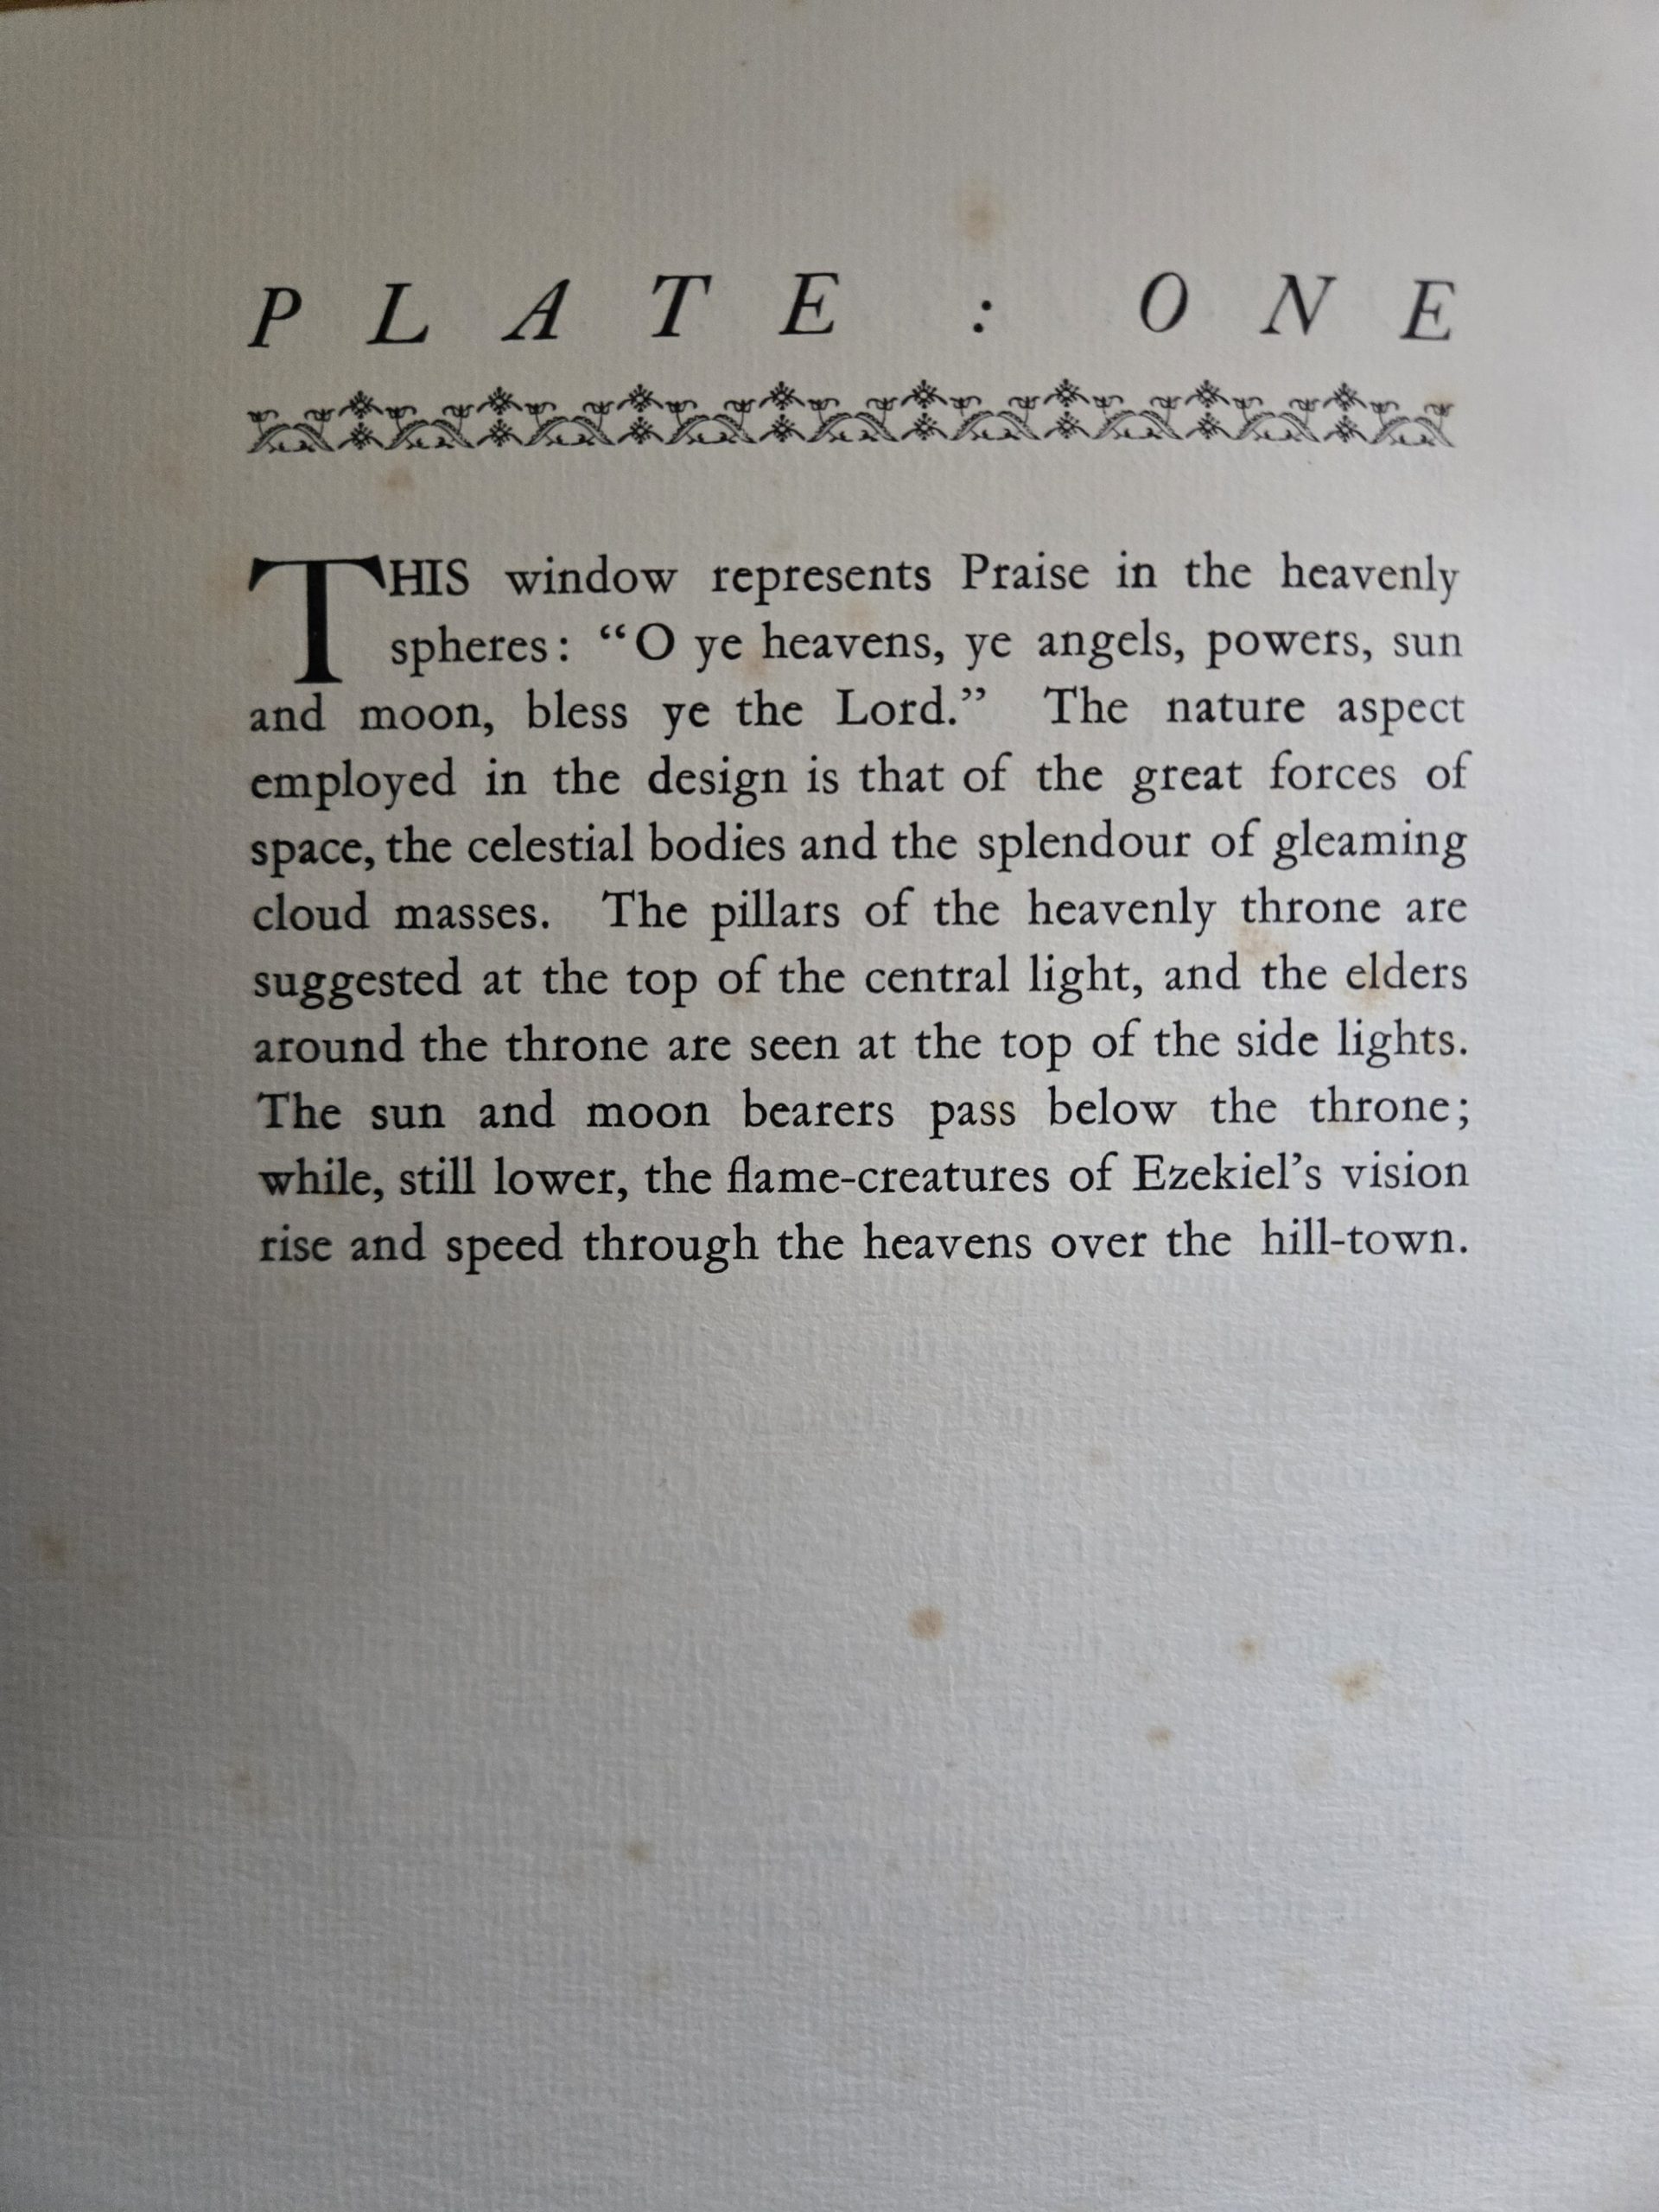 PLATE : ONE
THIS window represents Praise in the heavenly
spheres: “O ye heavens, ye angels, powers, sun
and moon, bless ye the Lord.” The nature aspect
employed in the design is that of the great forces of
space, the celestial bodies and the splendour of gleaming
cloud masses. The pillars of the heavenly throne are
suggested at the top of the central light, and the elders
around the throne are seen at the top of the side lights.
The sun and moon bearers pass below the throne;
while, still lower, the flame-creatures of Ezekiel’s vision
rise and speed through the heavens over the hill-town.